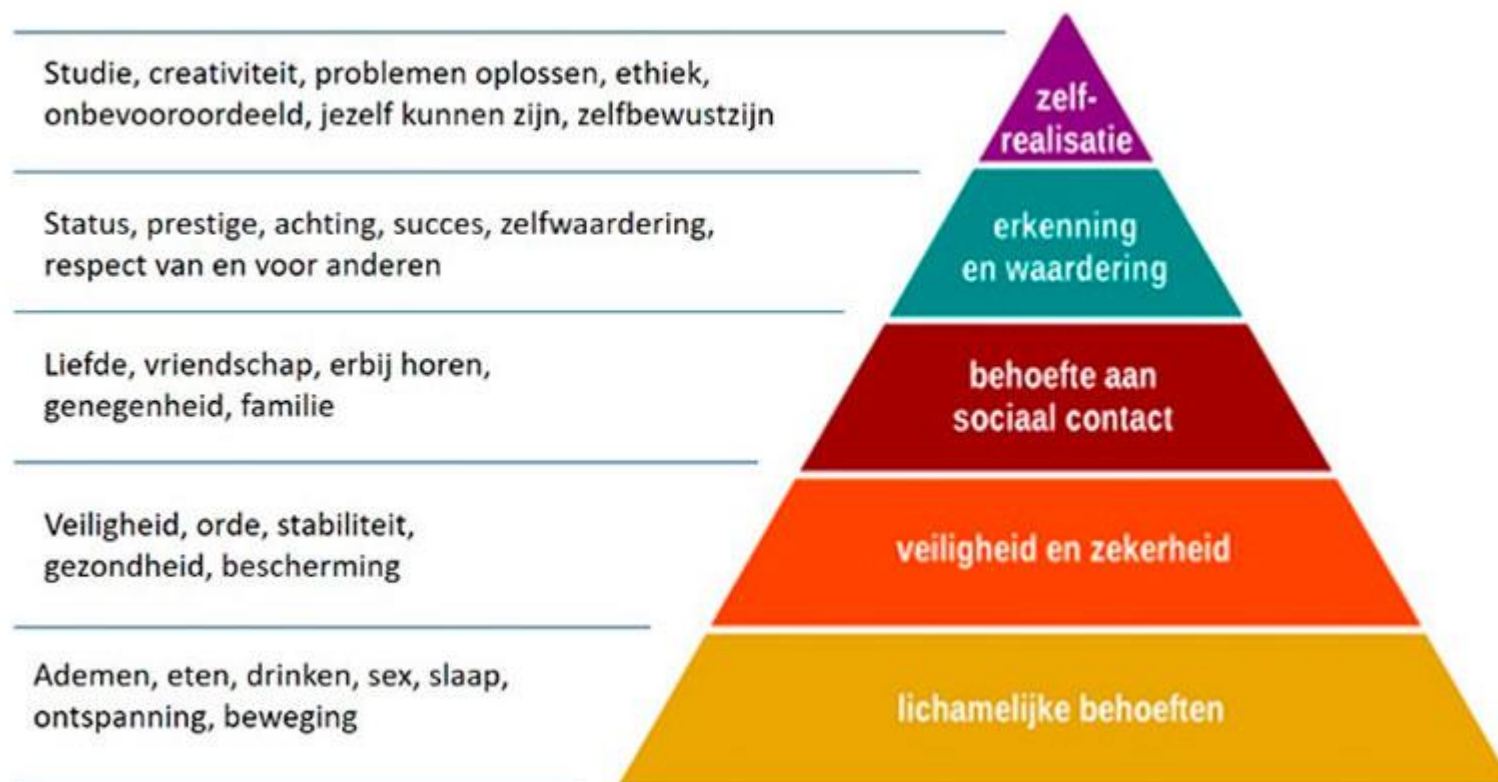 Studie, creativiteit, problemen oplossen, ethiek,
onbevooroordeeld, jezelf kunnen zijn, zelfbewustzijn
zelf-
realisatie
Status, prestige, achting, succes, zelfwaardering,
respect van en voor anderen
erkenning
en waardering
Liefde, vriendschap, erbij horen,
genegenheid, familie
behoefte aan
sociaal contact
Veiligheid, orde, stabiliteit,
gezondheid, bescherming
veiligheid en zekerheid
Ademen, eten, drinken, sex, slaap,
ontspanning, beweging
lichamelijke behoeften